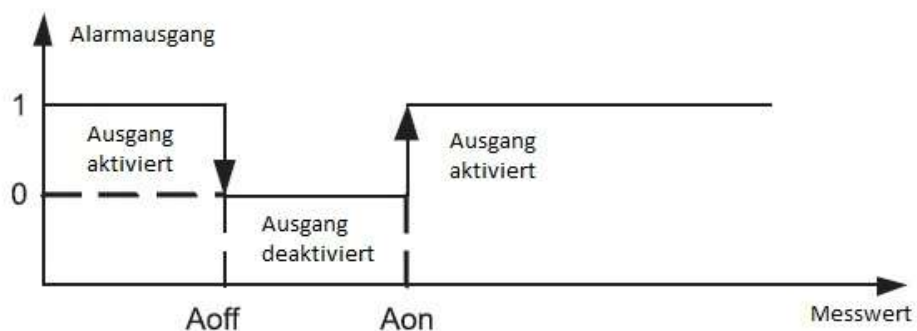 Alarmausgang
1
Ausgang
aktiviert
Ausgang
aktiviert
0
Ausgang
deaktiviert
Aoff
Aon
Messwert